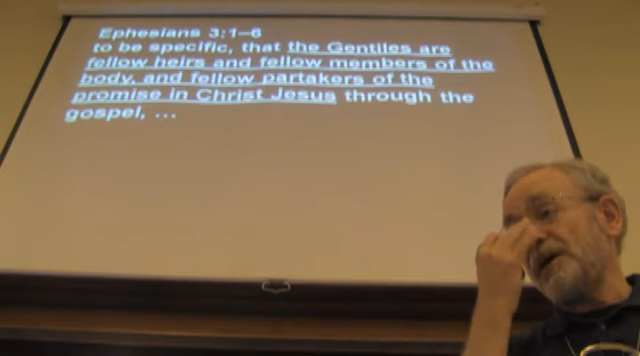 Ephesians 3:1–6
to be specific, that the Gentiles are
fellow heirs and fellow members of the
body, and fellow partakers of the
promise in Christ Jesus through the
gospel, ...